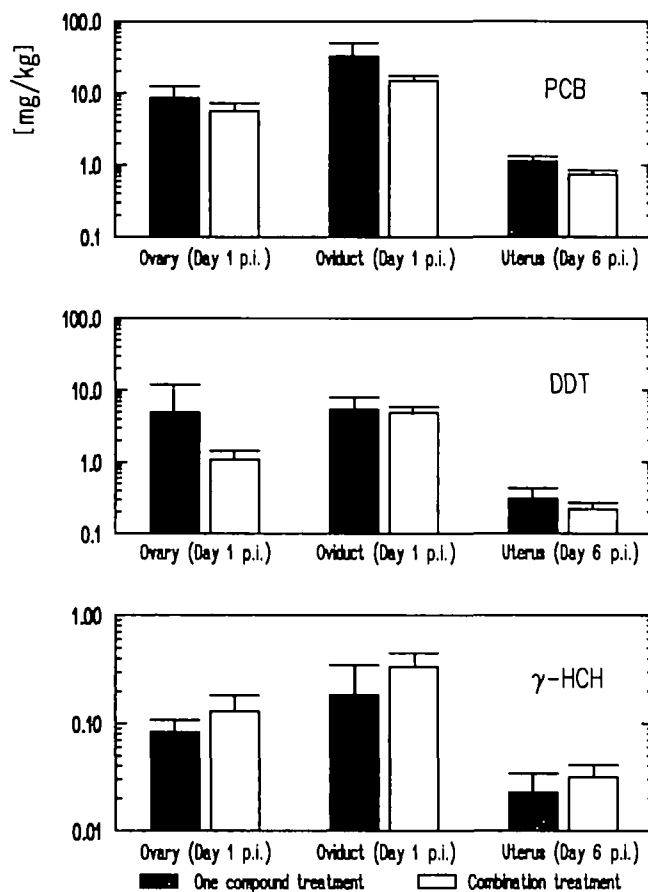 [mg/kg]
100.0
10.0
1.0
0.1
PCB
Ovary (Day 1 p.i.) Oviduct (Day 1 p.i.) Uterus (Day 6 p.i.)
100.0
10.0
1.0
0.1
DDT
Ovary (Day 1 p.i.) Oviduct (Day 1 p.i.) Uterus (Day 6 p.i.)
1.00
0.10
0.01
γ-HCH
Ovary (Day 1 p.i.) Oviduct (Day 1 p.i.) Uterus (Day 6 p.i.)
One compound treatment Combination treatment